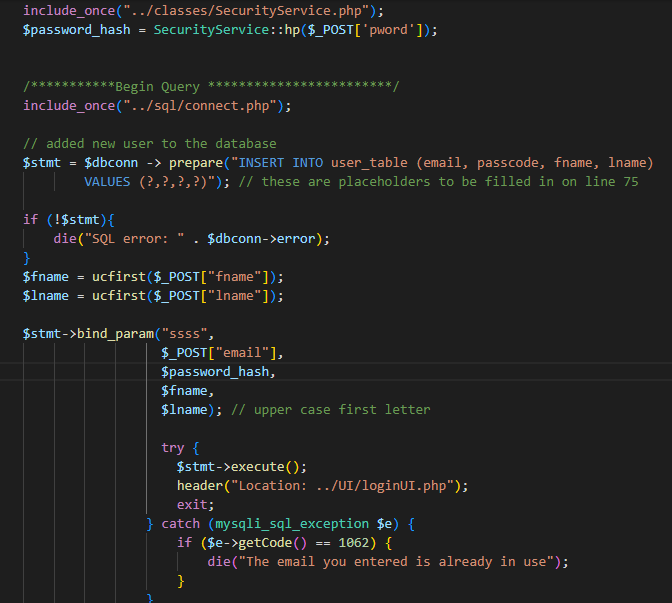 include_once("../classes/SecurityService.php");
$password_hash = SecurityService::hp($_POST['pword']);
/***********Begin Query ************************/
include_once("../sql/connect.php");
// added new user to the database
$stmt = $dbconn -> prepare("INSERT INTO user_table (email, passcode, fname, lname)
VALUES (?,?,?,?)"); // these are placeholders to be filled in on line 75
if (!$stmt){
die("SQL error: " . $dbconn->error);
}
$fname = ucfirst($_POST["fname"]);
$lname = ucfirst($_POST["lname"]);
$stmt->bind_param("ssss",
$_POST["email"],
$password_hash,
$fname,
$lname); // upper case first letter
try {
$stmt->execute();
header("Location: ../UI/loginUI.php");
exit;
} catch (mysqli_sql_exception $e) {
if ($e->getCode() == 1062) {
die("The email you entered is already in use");
}
}